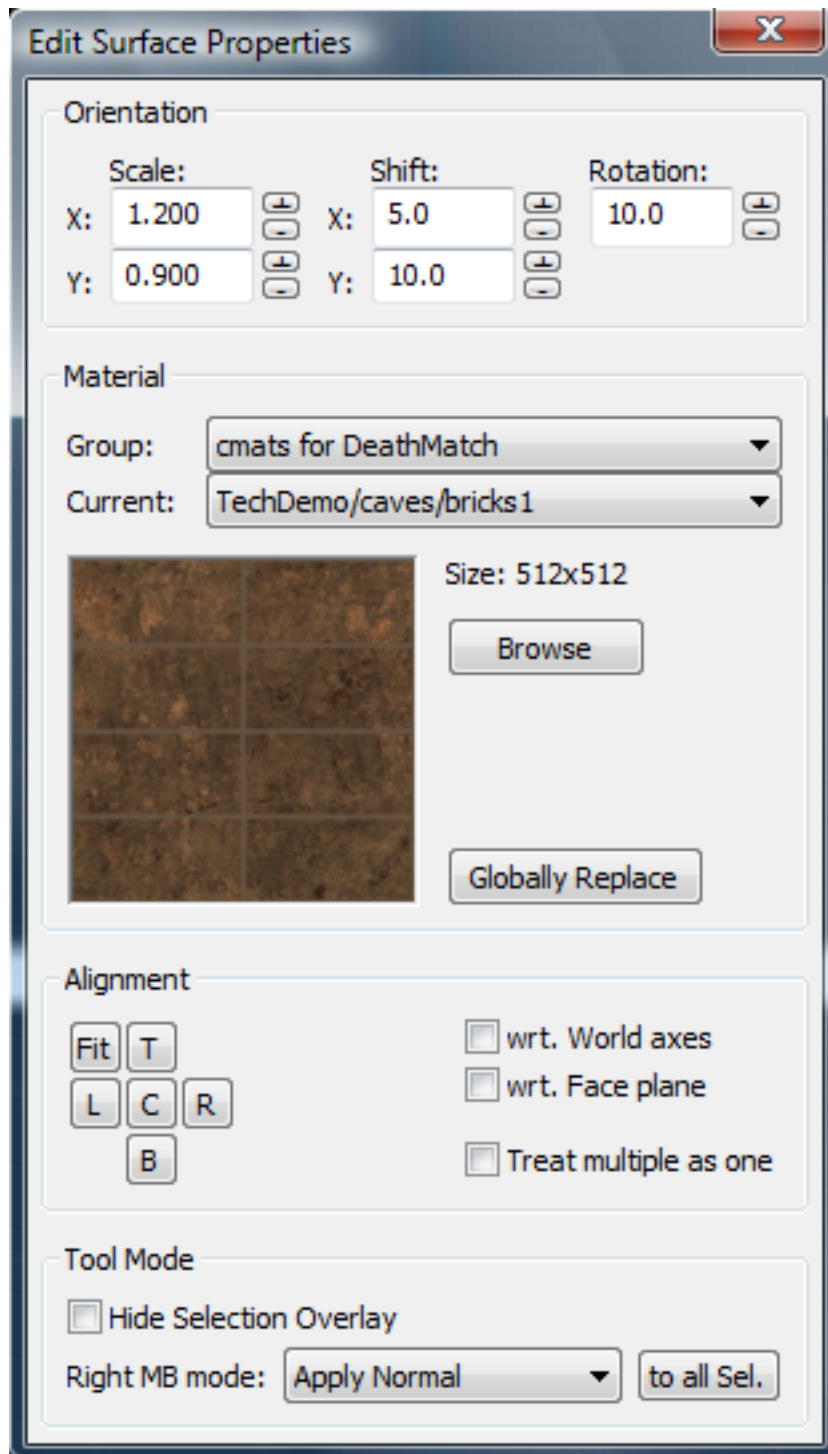 Edit Surface Properties X
Orientation
Scale: Shift: Rotation:
X: 1.200 + - X: 5.0 + - 10.0 + -
Y: 0.900 + - Y: 10.0 + -
Material
Group: cmats for DeathMatch
Current: TechDemo/caves/bricks1
Size: 512x512
Browse
Globally Replace
Alignment
Fit T
wrt. World axes
L C R
wrt. Face plane
B
Treat multiple as one
Tool Mode
Hide Selection Overlay
Right MB mode: Apply Normal to all Sel.